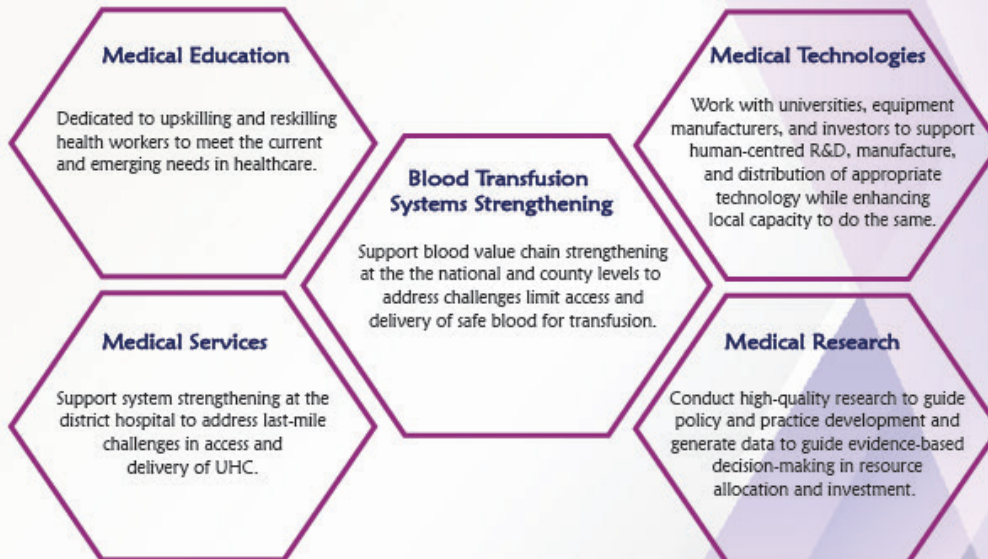 Medical Education
Dedicated to upskilling and reskilling
health workers to meet the current
and emerging needs in healthcare.
Medical Technologies
Work with universities, equipment
manufacturers, and investors to support
human-centred R&D, manufacture,
and distribution of appropriate
technology while enhancing
local capacity to do the same.
Blood Transfusion
Systems Strengthening
Support blood value chain strengthening
at the the national and county levels to
address challenges limit access and
delivery of safe blood for transfusion.
Medical Services
Support system strengthening at the
district hospital to address last-mile
challenges in access and
delivery of UHC.
Medical Research
Conduct high-quality research to guide
policy and practice development and
generate data to guide evidence-based
decision-making in resource
allocation and investment.